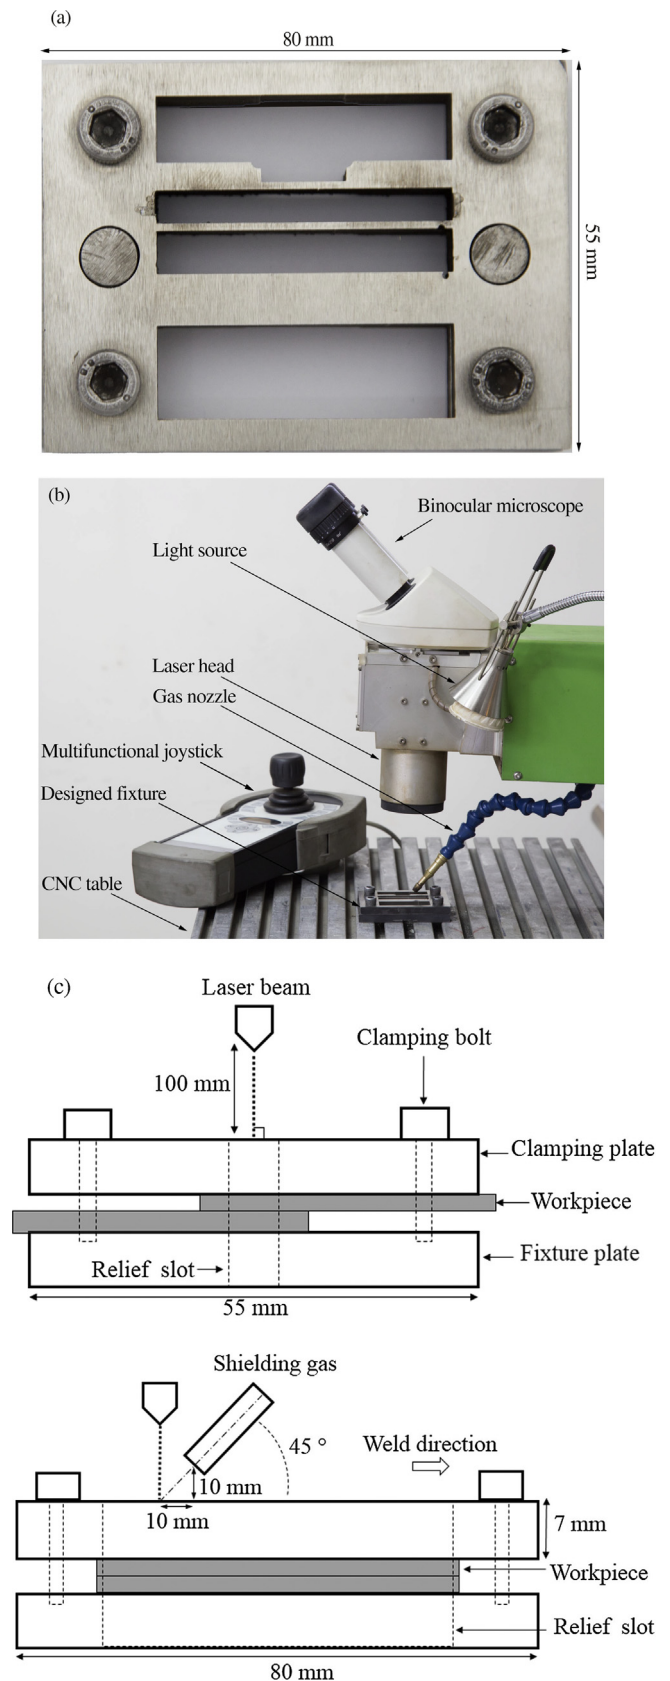 (a)
80 mm
55 mm
(b)
Binocular microscope
Light source
Laser head
Gas nozzle
Multifunctional joystick
Designed fixture
CNC table
(c)
Laser beam
Clamping bolt
100 mm
Clamping plate
Workpiece
Relief slot
Fixture plate
55 mm
Shielding gas
45 °
Weld direction
10 mm
10 mm
7 mm
Workpiece
Relief slot
80 mm